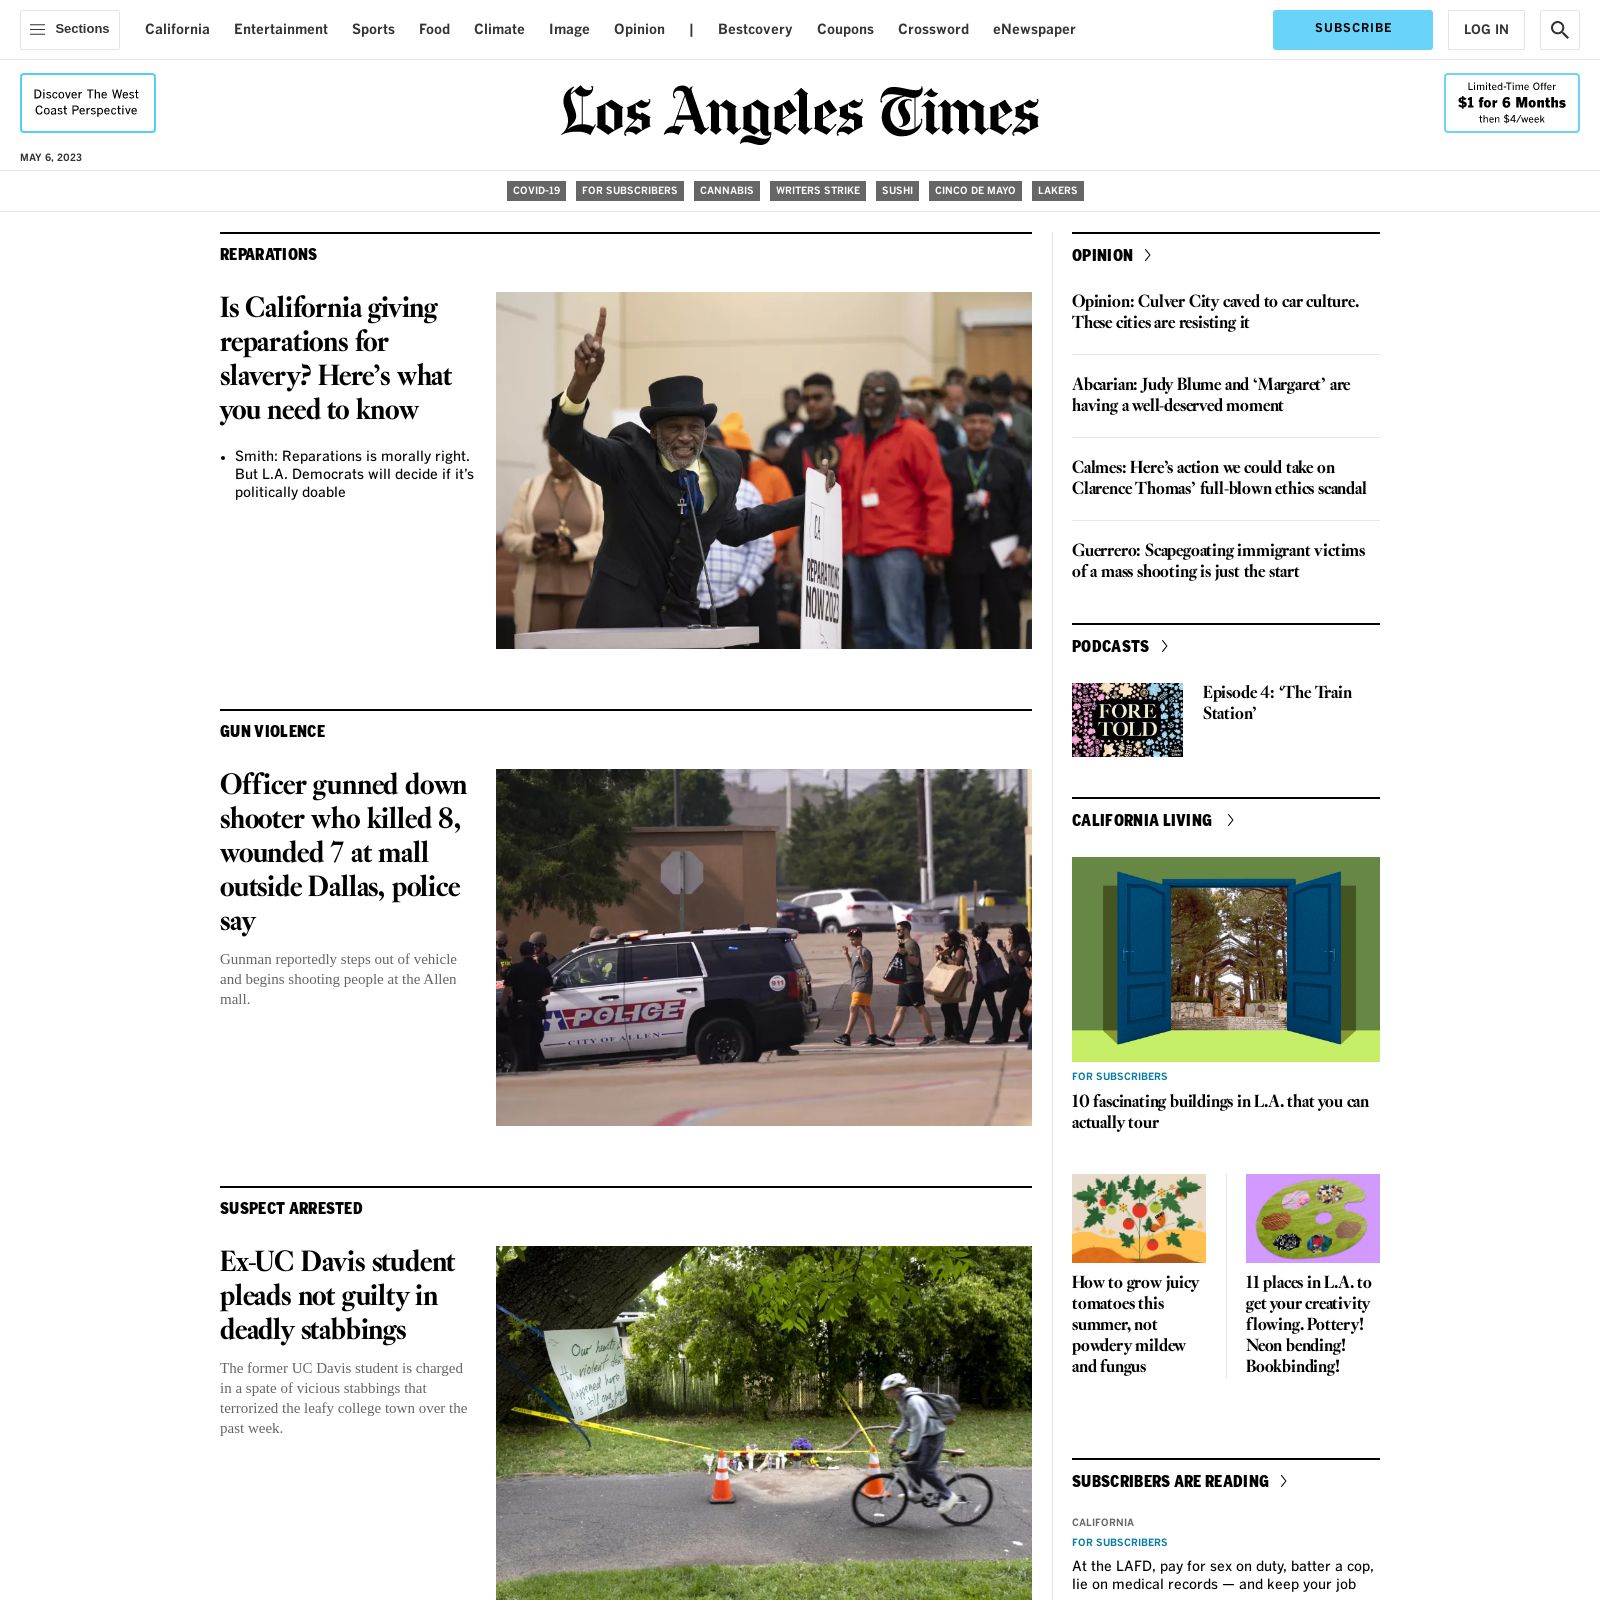 Sections
California
Entertainment
Sports
Food
Climate
Image
Opinion
|
Bestcovery
Coupons
Crossword
eNewspaper
SUBSCRIBE
LOG IN
Discover The West
Coast Perspective
Los Angeles Times
Limited-Time Offer
$1 for 6 Months
then $4/week
MAY 6, 2023
COVID-19
FOR SUBSCRIBERS
CANNABIS
WRITERS STRIKE
SUSHI
CINCO DE MAYO
LAKERS
REPARATIONS
Is California giving
reparations for
slavery? Here’s what
you need to know
• Smith: Reparations is morally right.
But L.A. Democrats will decide if it’s
politically doable
CA
REPARATIONS
NOW 2023
GUN VIOLENCE
Officer gunned down
shooter who killed 8,
wounded 7 at mall
outside Dallas, police
say
Gunman reportedly steps out of vehicle
and begins shooting people at the Allen
mall.
911
POLICE
CITY OF ALLEN
SUSPECT ARRESTED
Ex-UC Davis student
pleads not guilty in
deadly stabbings
The former UC Davis student is charged
in a spate of vicious stabbings that
terrorized the leafy college town over the
past week.
Our hearts
violent
happened here
is still
OPINION
Opinion: Culver City caved to car culture.
These cities are resisting it
Abcarian: Judy Blume and ‘Margaret’ are
having a well-deserved moment
Calmes: Here’s action we could take on
Clarence Thomas’ full-blown ethics scandal
Guerrero: Scapegoating immigrant victims
of a mass shooting is just the start
PODCASTS
FORE
TOLD
Episode 4: ‘The Train
Station’
CALIFORNIA LIVING
FOR SUBSCRIBERS
10 fascinating buildings in L.A. that you can
actually tour
How to grow juicy
tomatoes this
summer, not
powdery mildew
and fungus
11 places in L.A. to
get your creativity
flowing. Pottery!
Neon bending!
Bookbinding!
SUBSCRIBERS ARE READING
CALIFORNIA
FOR SUBSCRIBERS
At the LAFD, pay for sex on duty, batter a cop,
lie on medical records — and keep your job